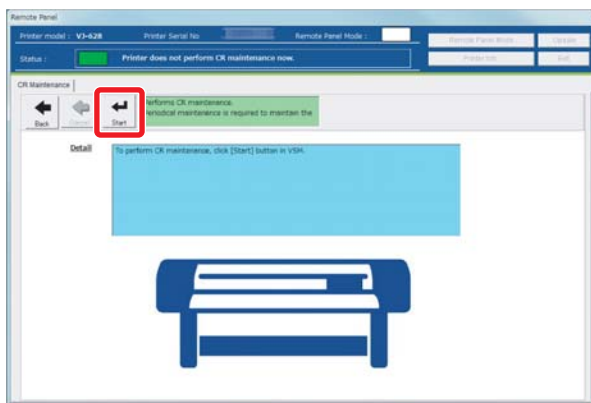 Remote Panel
Printer model : VJ-628 Printer Serial No Remote Panel Mode :
Remote Panel Mode Update
Status : Printer does not perform CR maintenance now.
Printer Init Exit
CR Maintenance
Back Cancel Start
Performs CR maintenance.
Periodical maintenance is required to maintain the
Detail
To perform CR maintenance, click [Start] button in VSM.